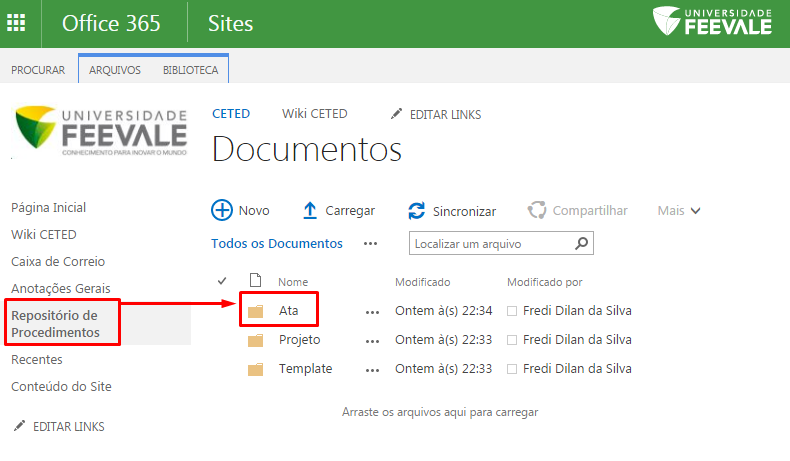 Office 365
Sites
UNIVERSIDADE
FEEVALE
PROCURAR
ARQUIVOS
BIBLIOTECA
UNIVERSIDADE
FEEVALE
CONHECIMENTO PARA INOVAR O MUNDO
CETED
Wiki CETED
EDITAR LINKS
Documentos
Página Inicial
Wiki CETED
Caixa de Correio
Anotações Gerais
Repositório de
Procedimentos
Recentes
Conteúdo do Site
EDITAR LINKS
Novo
Carregar
Sincronizar
Compartilhar
Mais
Todos os Documentos
Localizar um arquivo
Nome
Modificado
Modificado por
Ata
Ontem à(s) 22:34
Fredi Dilan da Silva
Projeto
Ontem à(s) 22:33
Fredi Dilan da Silva
Template
Ontem à(s) 22:33
Fredi Dilan da Silva
Arraste os arquivos aqui para carregar